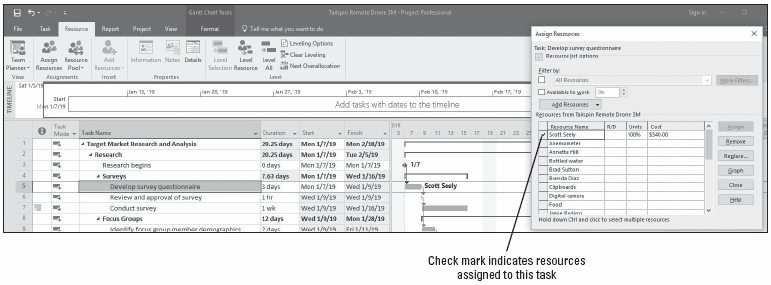 Gantt Chart Tools
Tailspin Remote Drone 3M - Project Professional
Sign in
File Task Resource Report Project View Format Tell me what you want to do
Team Planner
Assign Resources
Resource Pool
Add Resources
Information Notes Details
Level Selection
Level Resource
Level All
Leveling Options
Clear Leveling
Next Overallocation
View Assignments Insert Properties Level
TIMELINE
Sat 1/5/19
Jan 13, '19 Jan 20, '19 Jan 27, '19 Feb 3, '19 Feb 10, '19 Feb 17, '19
Start
Mon 1/7/19
Add tasks with dates to the timeline
Task Mode Task Name Duration Start Finish
5 7 9 11 13 15 17 19 21 23
1 Target Market Research and Analysis 29.25 days Mon 1/7/19 Mon 2/18/19
2 Research 20.25 days Mon 1/7/19 Tue 2/5/19
3 Research begins 0 days Mon 1/7/19 Mon 1/7/19 1/7
4 Surveys 7.63 days Mon 1/7/19 Wed 1/16/19
5 Develop survey questionnaire 3 days Mon 1/7/19 Wed 1/9/19 Scott Seely
6 Review and approval of survey 1 hr Wed 1/9/19 Wed 1/9/19
7 Conduct survey 1 wk Wed 1/9/19 Wed 1/16/19
8 Focus Groups 12 days Wed 1/9/19 Mon 1/28/19
9 Identify focus group member demographics 2 days Wed 1/9/19 Fri 1/11/19
Assign Resources
Task: Develop survey questionnaire
Resource list options
Filter by:
All Resources
More Filters...
Available to work 0h
Add Resources
Resources from Tailspin Remote Drone 3M
Resource Name R/D Units Cost
Scott Seely 100% $540.00
Anemometer
Annette Hill
Bottled water
Brad Sutton
Brenda Diaz
Clipboards
Digital camera
Food
Jamie Reding
Assign
Remove
Replace...
Graph
Close
Help
Hold down Ctrl and click to select multiple resources
Check mark indicates resources
assigned to this task